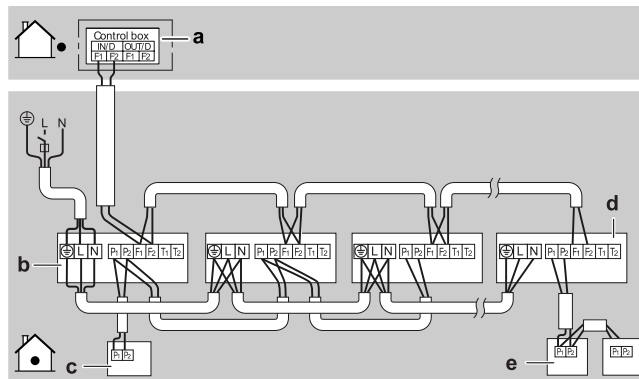 Control box
a
IN/D OUT/D
F1 F2 F1 F2
L N
d
b
L N P1 P2 F1 F2 T1 T2
L N P1 P2 F1 F2 T1 T2
L N P1 P2 F1 F2 T1 T2
L N P1 P2 F1 F2 T1 T2
c
P1 P2
e
P1 P2
P1 P2